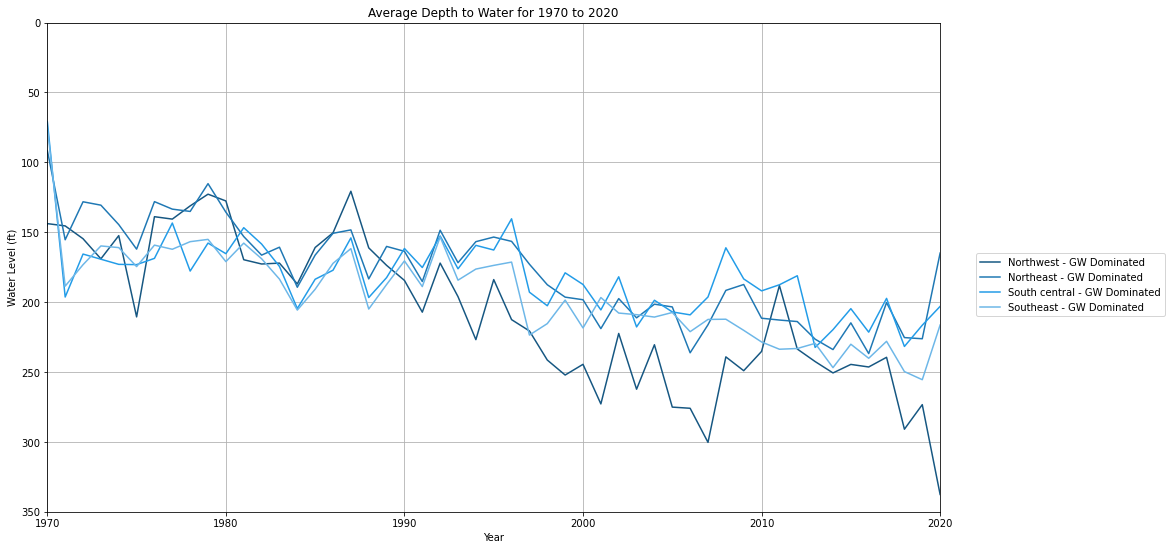 Average Depth to Water for 1970 to 2020
0
50
100
150
200
250
300
350
Water Level (ft)
1970
1980
1990
2000
2010
2020
Year
Northwest - GW Dominated
Northeast - GW Dominated
South central - GW Dominated
Southeast - GW Dominated